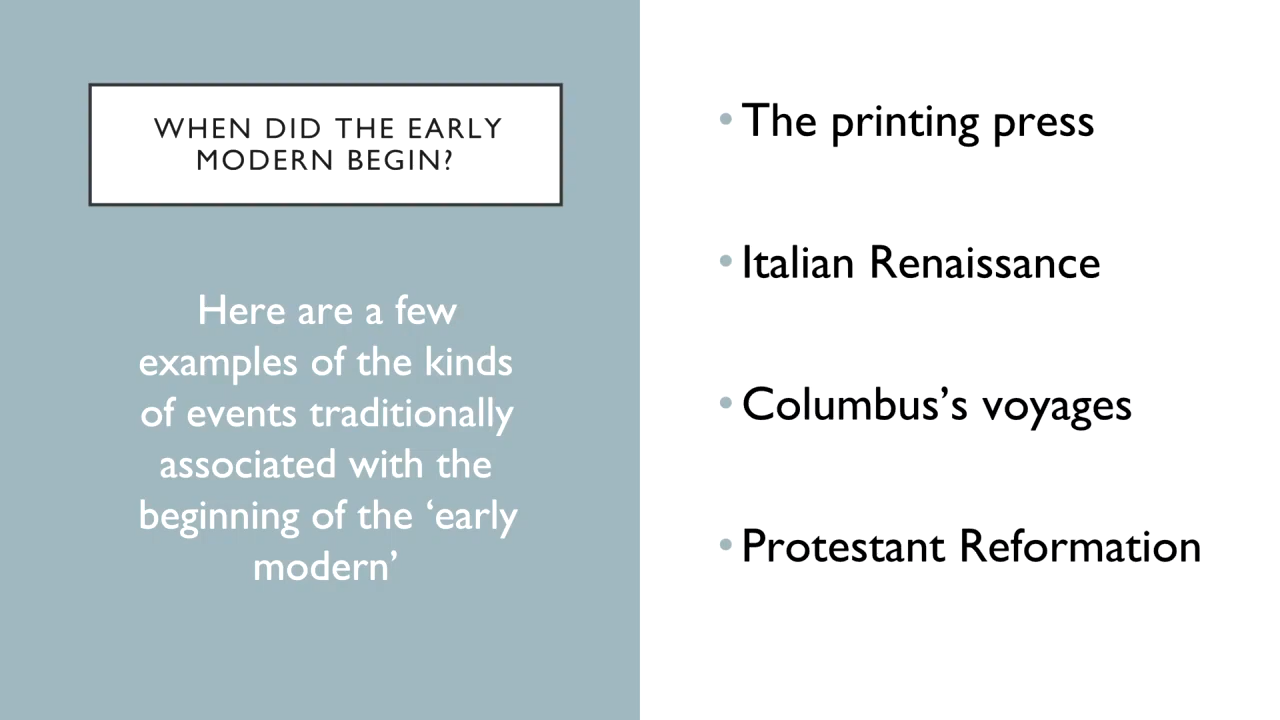 WHEN DID THE EARLY
MODERN BEGIN?
Here are a few
examples of the kinds
of events traditionally
associated with the
beginning of the ‘early
modern’
• The printing press
• Italian Renaissance
• Columbus’s voyages
• Protestant Reformation